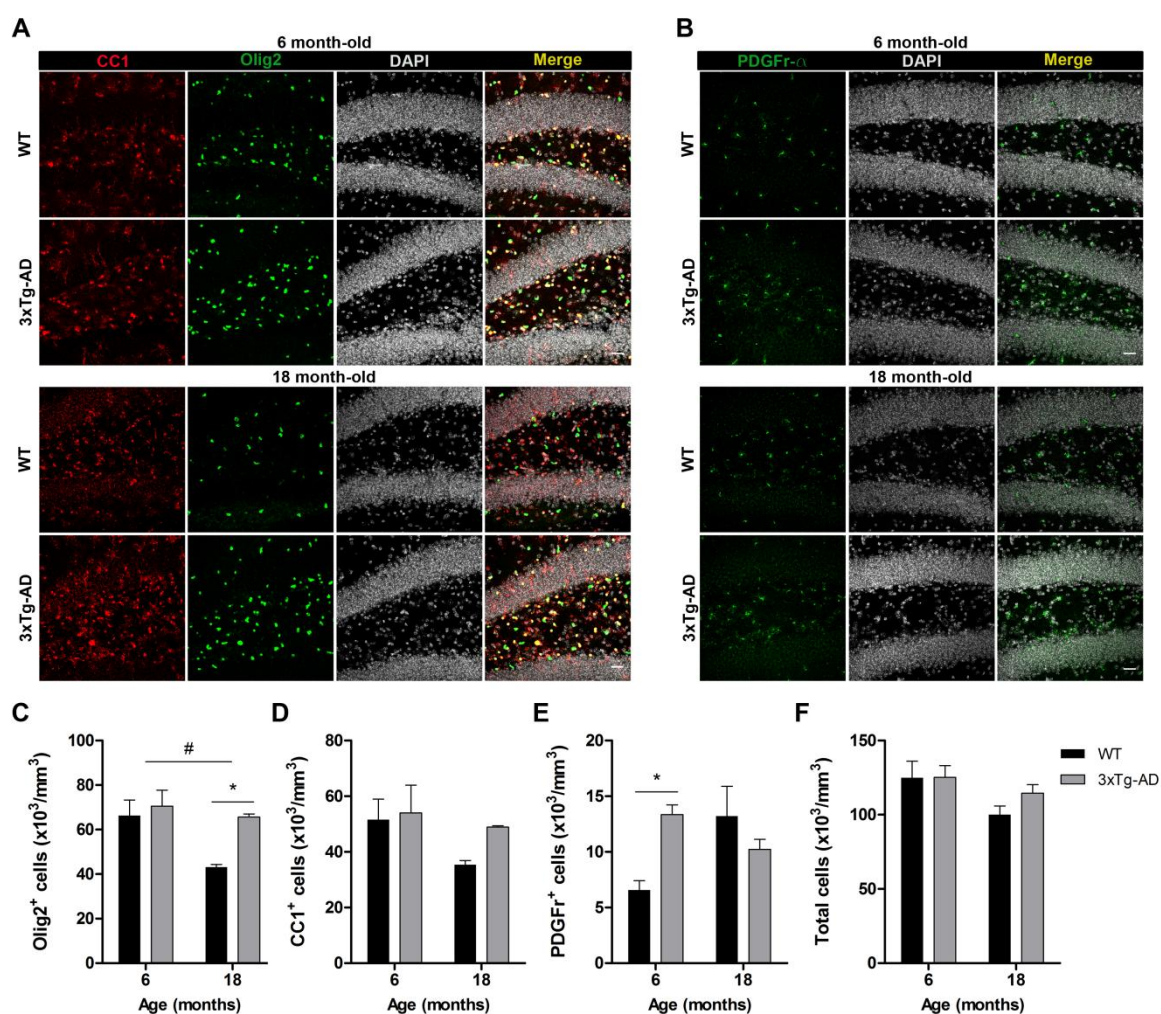 A
6 month-old
CC1 Olig2 DAPI Merge
WT
3xTg-AD
18 month-old
WT
3xTg-AD
B
6 month-old
PDGFr-α DAPI Merge
WT
3xTg-AD
18 month-old
WT
3xTg-AD
C
Olig2⁺ cells (x10³/mm³)
100
80
60
40
20
0
#
*
6 18
Age (months)
D
CC1⁺ cells (x10³/mm³)
80
60
40
20
0
6 18
Age (months)
E
PDGFr⁺ cells (x10³/mm³)
20
15
10
5
0
*
6 18
Age (months)
F
Total cells (x10³/mm³)
150
100
50
0
6 18
Age (months)
WT
3xTg-AD